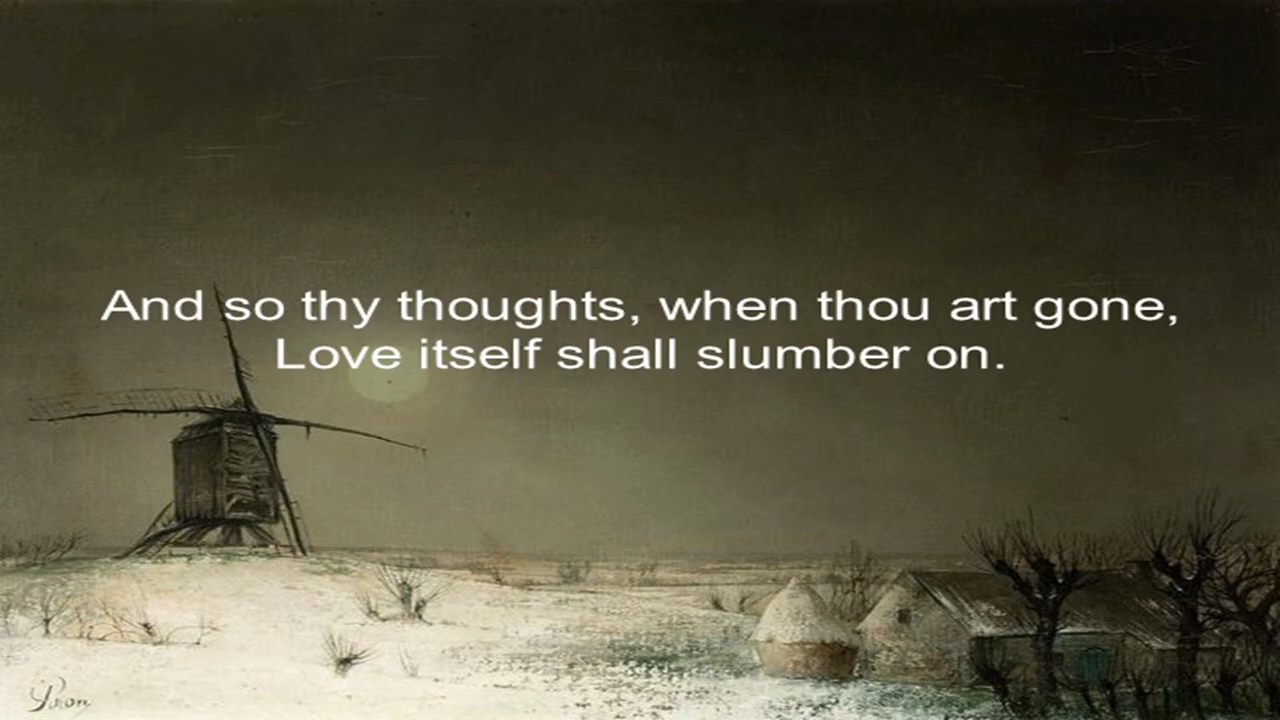 And so thy thoughts, when thou art gone,
Love itself shall slumber on.